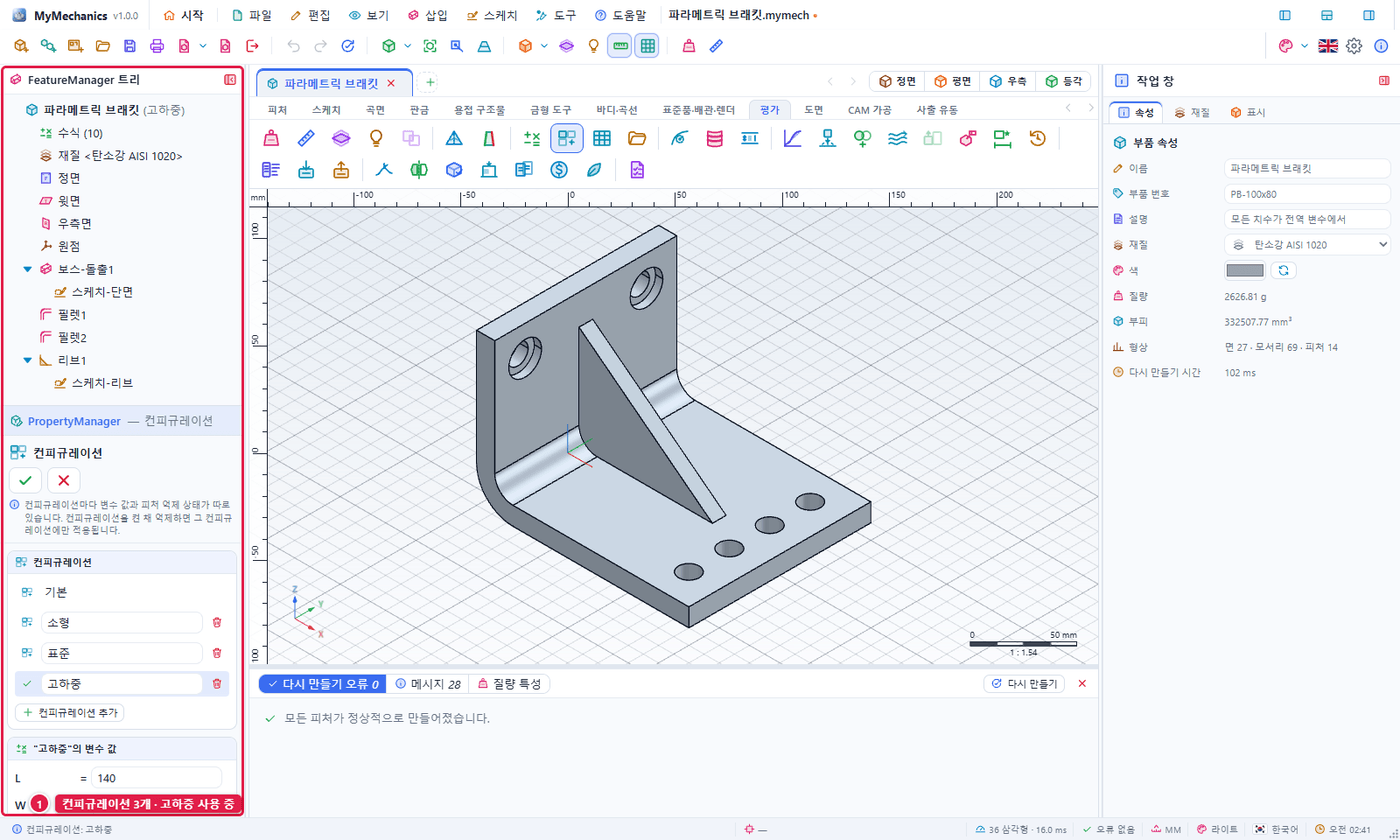 MyMechanics v1.0.0 시작 파일 편집 보기 삽입 스케치 도구 도움말 파라메트릭 브래킷.mymech
FeatureManager 트리
파라메트릭 브래킷 (고하중)
수식 (10)
재질 <탄소강 AISI 1020>
정면
윗면
우측면
원점
보스-돌출1
스케치-단면
필렛1
필렛2
리브1
스케치-리브
PropertyManager — 컨피규레이션
컨피규레이션
컨피규레이션마다 변수 값과 피처 억제 상태가 따로
있습니다. 컨피규레이션을 켠 채 억제하면 그 컨피규
레이션에만 적용됩니다.
컨피규레이션
기본
소형
표준
고하중
+ 컨피규레이션 추가
"고하중"의 변수 값
L = 140
W 1 컨피규레이션 3개 · 고하중 사용 중
파라메트릭 브래킷
정면 평면 우측 등각
피처 스케치 곡면 판금 용접 구조물 금형 도구 바디·곡선 표준품·배관·렌더 평가 도면 CAM 가공 사출 유동
mm -100 -50 0 50 100 150 200
100
50
0
50
100
Z
Y
X
0 50 mm
1 : 1.54
다시 만들기 오류 0 메시지 28 질량 특성 다시 만들기
모든 피처가 정상적으로 만들어졌습니다.
작업 창
속성 재질 표시
부품 속성
이름 파라메트릭 브래킷
부품 번호 PB-100x80
설명 모든 치수가 전역 변수에서
재질 탄소강 AISI 1020
색
질량 2626.81 g
부피 332507.77 mm³
형상 면 27 · 모서리 69 · 피처 14
다시 만들기 시간 102 ms
컨피규레이션: 고하중 — 36 삼각형 · 16.0 ms 오류 없음 MM 라이트 한국어 오전 02:41